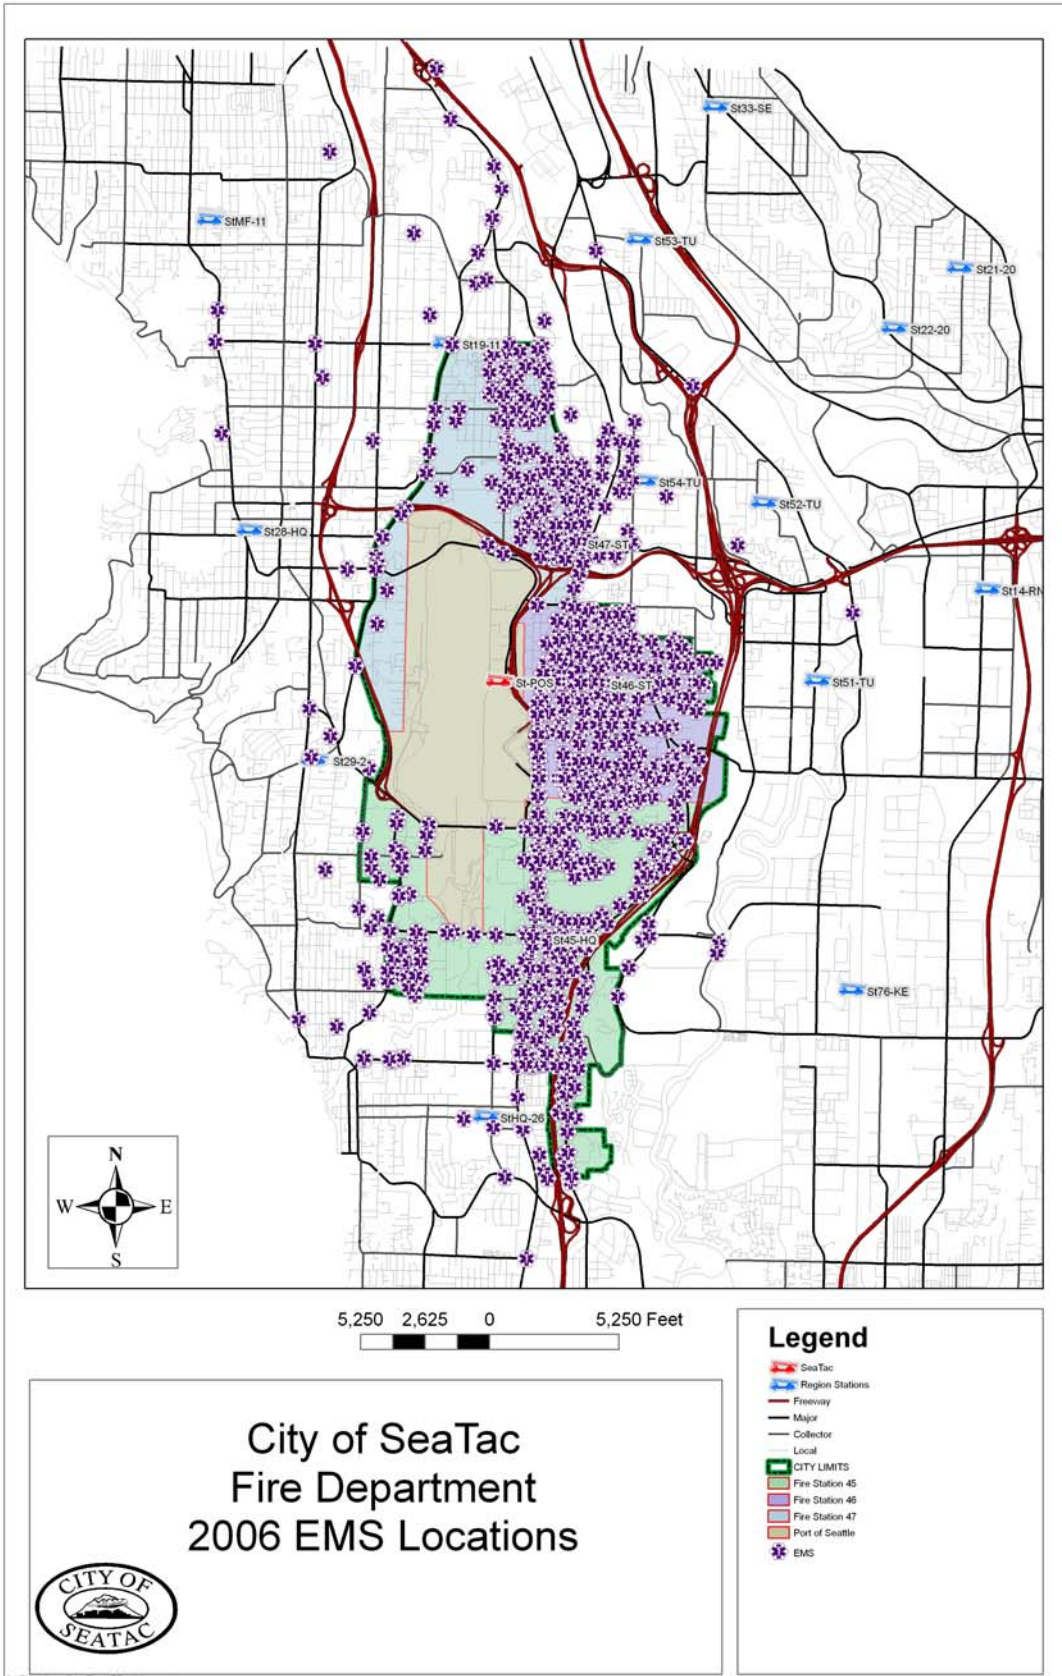 St33-SE
StMF-11
St53-TU
St21-20
St22-20
St19-11
St54-TU
St52-TU
St28-HQ
St47-ST
St14-RN
St-POS
St46-ST
St51-TU
St29-2
St45-HQ
St76-KE
StHQ-26
N
W E
S
5,250 2,625 0 5,250 Feet
Legend
SeaTac
Region Stations
Freeway
Major
Collector
Local
CITY LIMITS
Fire Station 45
Fire Station 46
Fire Station 47
Port of Seattle
EMS
City of SeaTac
Fire Department
2006 EMS Locations
CITY OF
SEATAC